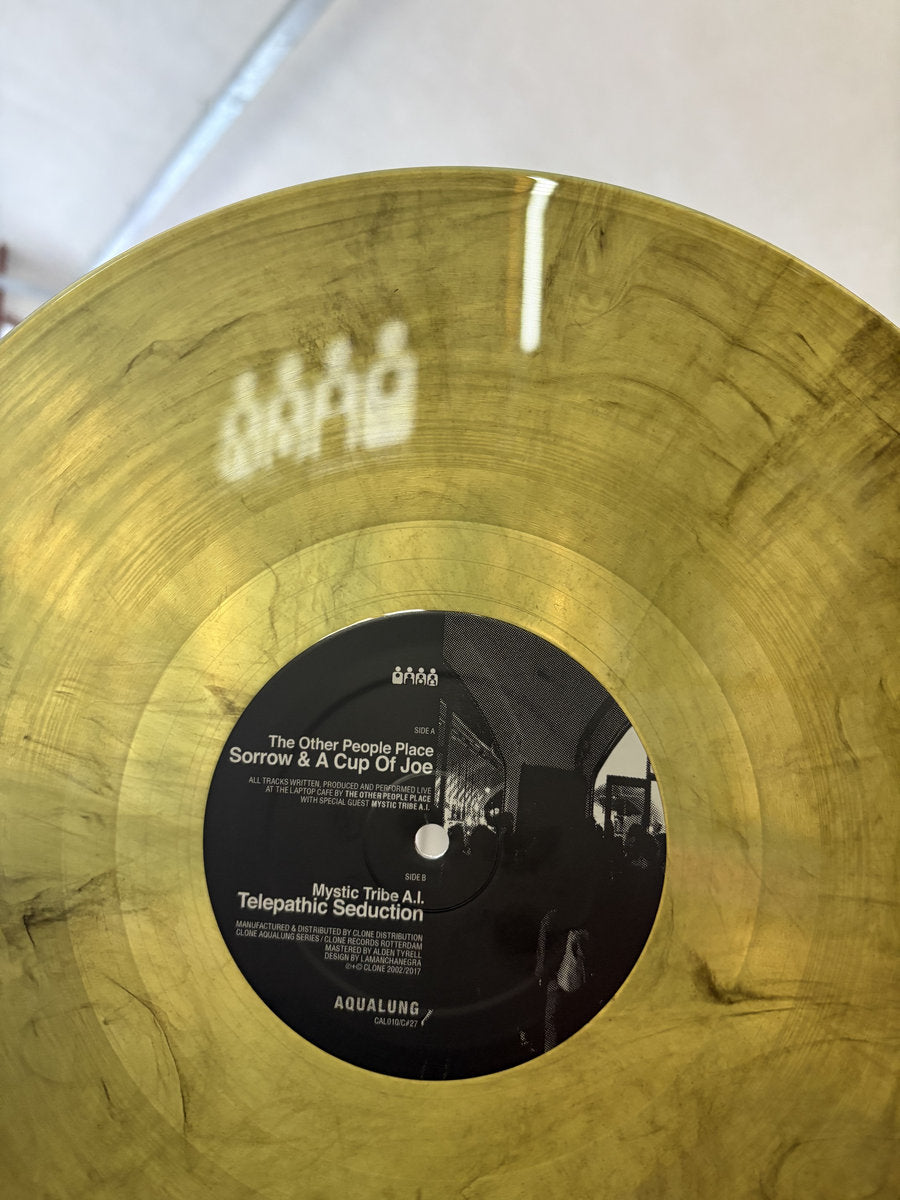 SIDE A
The Other People Place
Sorrow & A Cup Of Joe
ALL TRACKS WRITTEN, PRODUCED AND PERFORMED LIVE
AT THE LAPTOP CAFE BY THE OTHER PEOPLE PLACE
WITH SPECIAL GUEST MYSTIC TRIBE A.I.
SIDE B
Mystic Tribe A.I.
Telepathic Seduction
MANUFACTURED & DISTRIBUTED BY CLONE DISTRIBUTION
CLONE AQUALUNG SERIES / CLONE RECORDS ROTTERDAM
MASTERED BY ALDEN TYRELL
DESIGN BY LAMANCHANEGRA
℗+© CLONE 2002/2017
AQUALUNG
CAL010/C#27